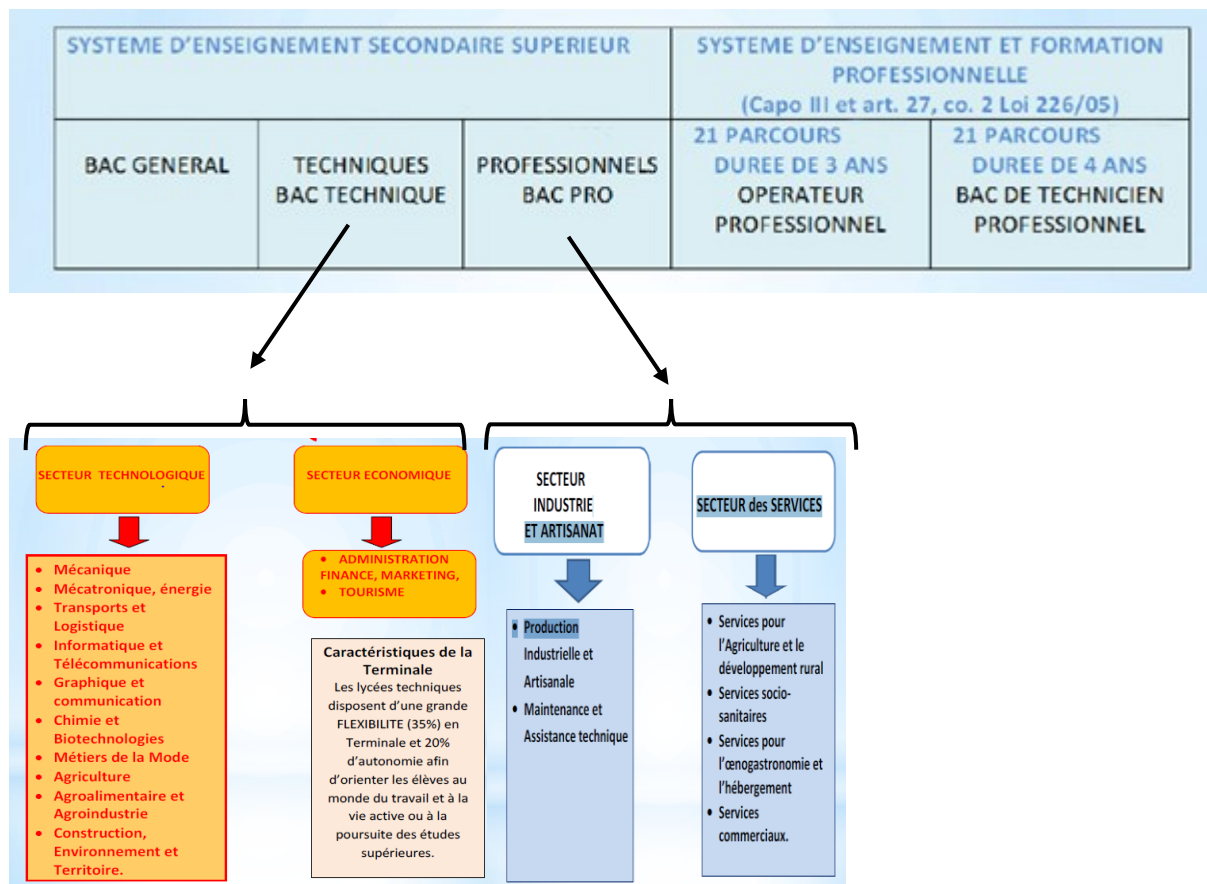 SYSTEME D'ENSEIGNEMENT SECONDAIRE SUPERIEUR
SYSTEME D'ENSEIGNEMENT ET FORMATION
PROFESSIONNELLE
(Capo III et art. 27, co. 2 Loi 226/05)
BAC GENERAL
TECHNIQUES
BAC TECHNIQUE
PROFESSIONNELS
BAC PRO
21 PARCOURS
DUREE DE 3 ANS
OPERATEUR
PROFESSIONNEL
21 PARCOURS
DUREE DE 4 ANS
BAC DE TECHNICIEN
PROFESSIONNEL
SECTEUR TECHNOLOGIQUE
• Mécanique
• Mécatronique, énergie
• Transports et
Logistique
• Informatique et
Télécommunications
• Graphique et
communication
• Chimie et
Biotechnologies
• Métiers de la Mode
• Agriculture
• Agroalimentaire et
Agroindustrie
• Construction,
Environnement et
Territoire.
SECTEUR ECONOMIQUE
• ADMINISTRATION
FINANCE, MARKETING,
• TOURISME
Caractéristiques de la
Terminale
Les lycées techniques
disposent d'une grande
FLEXIBILITE (35%) en
Terminale et 20%
d'autonomie afin
d'orienter les élèves au
monde du travail et à la
vie active ou à la
poursuite des études
supérieures.
SECTEUR
INDUSTRIE
ET ARTISANAT
• Production
Industrielle et
Artisanale
• Maintenance et
Assistance technique
SECTEUR des SERVICES
• Services pour
l'Agriculture et le
développement rural
• Services socio-
sanitaires
• Services pour
l'œnogastronomie et
l'hébergement
• Services
commerciaux.